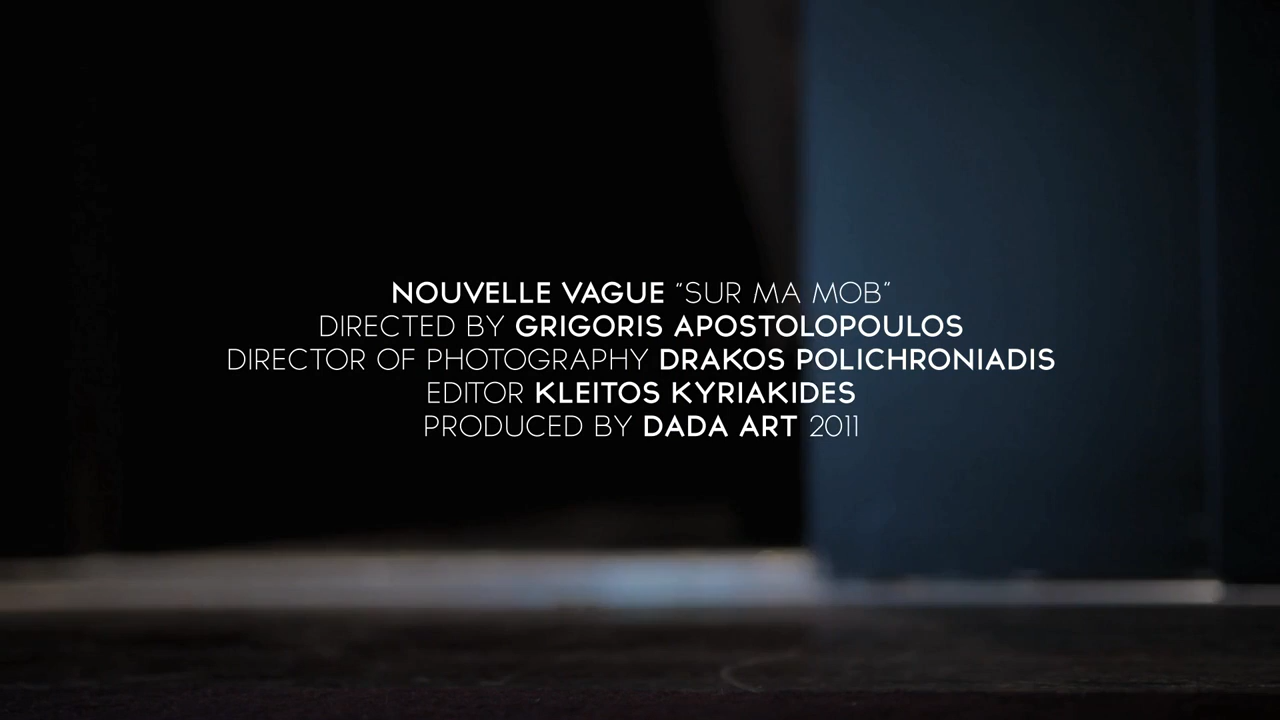 NOUVELLE VAGUE "SUR MA MOB"
DIRECTED BY GRIGORIS APOSTOLOPOULOS
DIRECTOR OF PHOTOGRAPHY DRAKOS POLICHRONIADIS
EDITOR KLEITOS KYRIAKIDES
PRODUCED BY DADA ART 2011